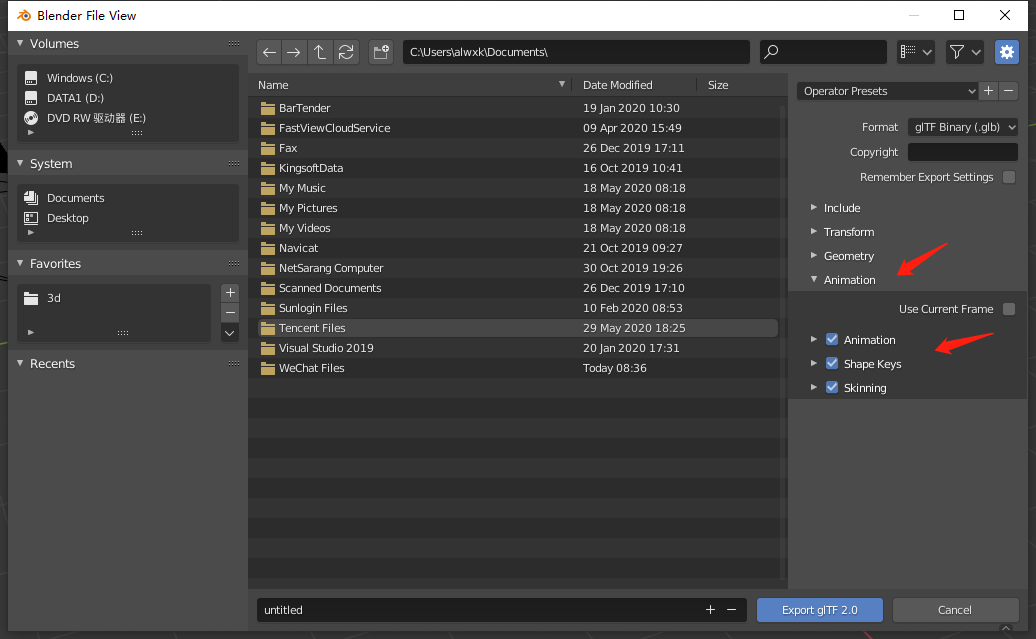 Blender File View
Volumes
Windows (C:)
DATA1 (D:)
DVD RW 驱动器 (E:)
System
Documents
Desktop
Favorites
3d
Recents
C:\Users\alwxk\Documents\
Name Date Modified Size
BarTender 19 Jan 2020 10:30
FastViewCloudService 09 Apr 2020 15:49
Fax 26 Dec 2019 17:11
KingsoftData 16 Oct 2019 10:41
My Music 18 May 2020 08:18
My Pictures 18 May 2020 08:18
My Videos 18 May 2020 08:18
Navicat 21 Oct 2019 09:27
NetSarang Computer 30 Oct 2019 19:26
Scanned Documents 26 Dec 2019 17:10
Sunlogin Files 10 Feb 2020 08:53
Tencent Files 29 May 2020 18:25
Visual Studio 2019 20 Jan 2020 17:31
WeChat Files Today 08:36
Operator Presets
Format glTF Binary (.glb)
Copyright
Remember Export Settings
Include
Transform
Geometry
Animation
Use Current Frame
Animation
Shape Keys
Skinning
untitled
Export glTF 2.0
Cancel